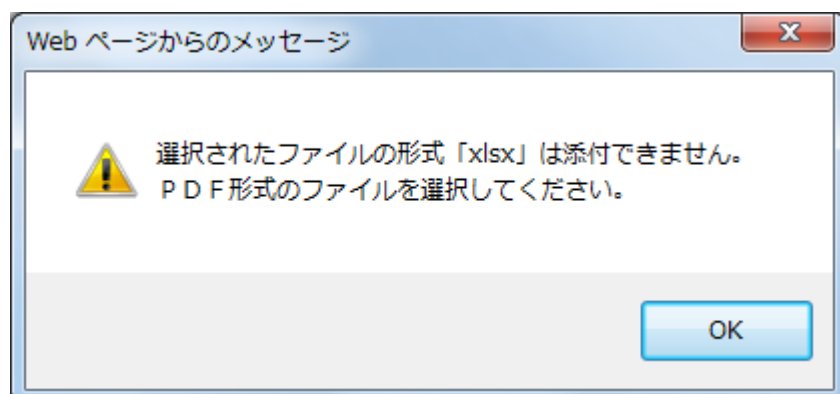 Web ページからのメッセージ
選択されたファイルの形式「xlsx」は添付できません。
ＰＤＦ形式のファイルを選択してください。
OK